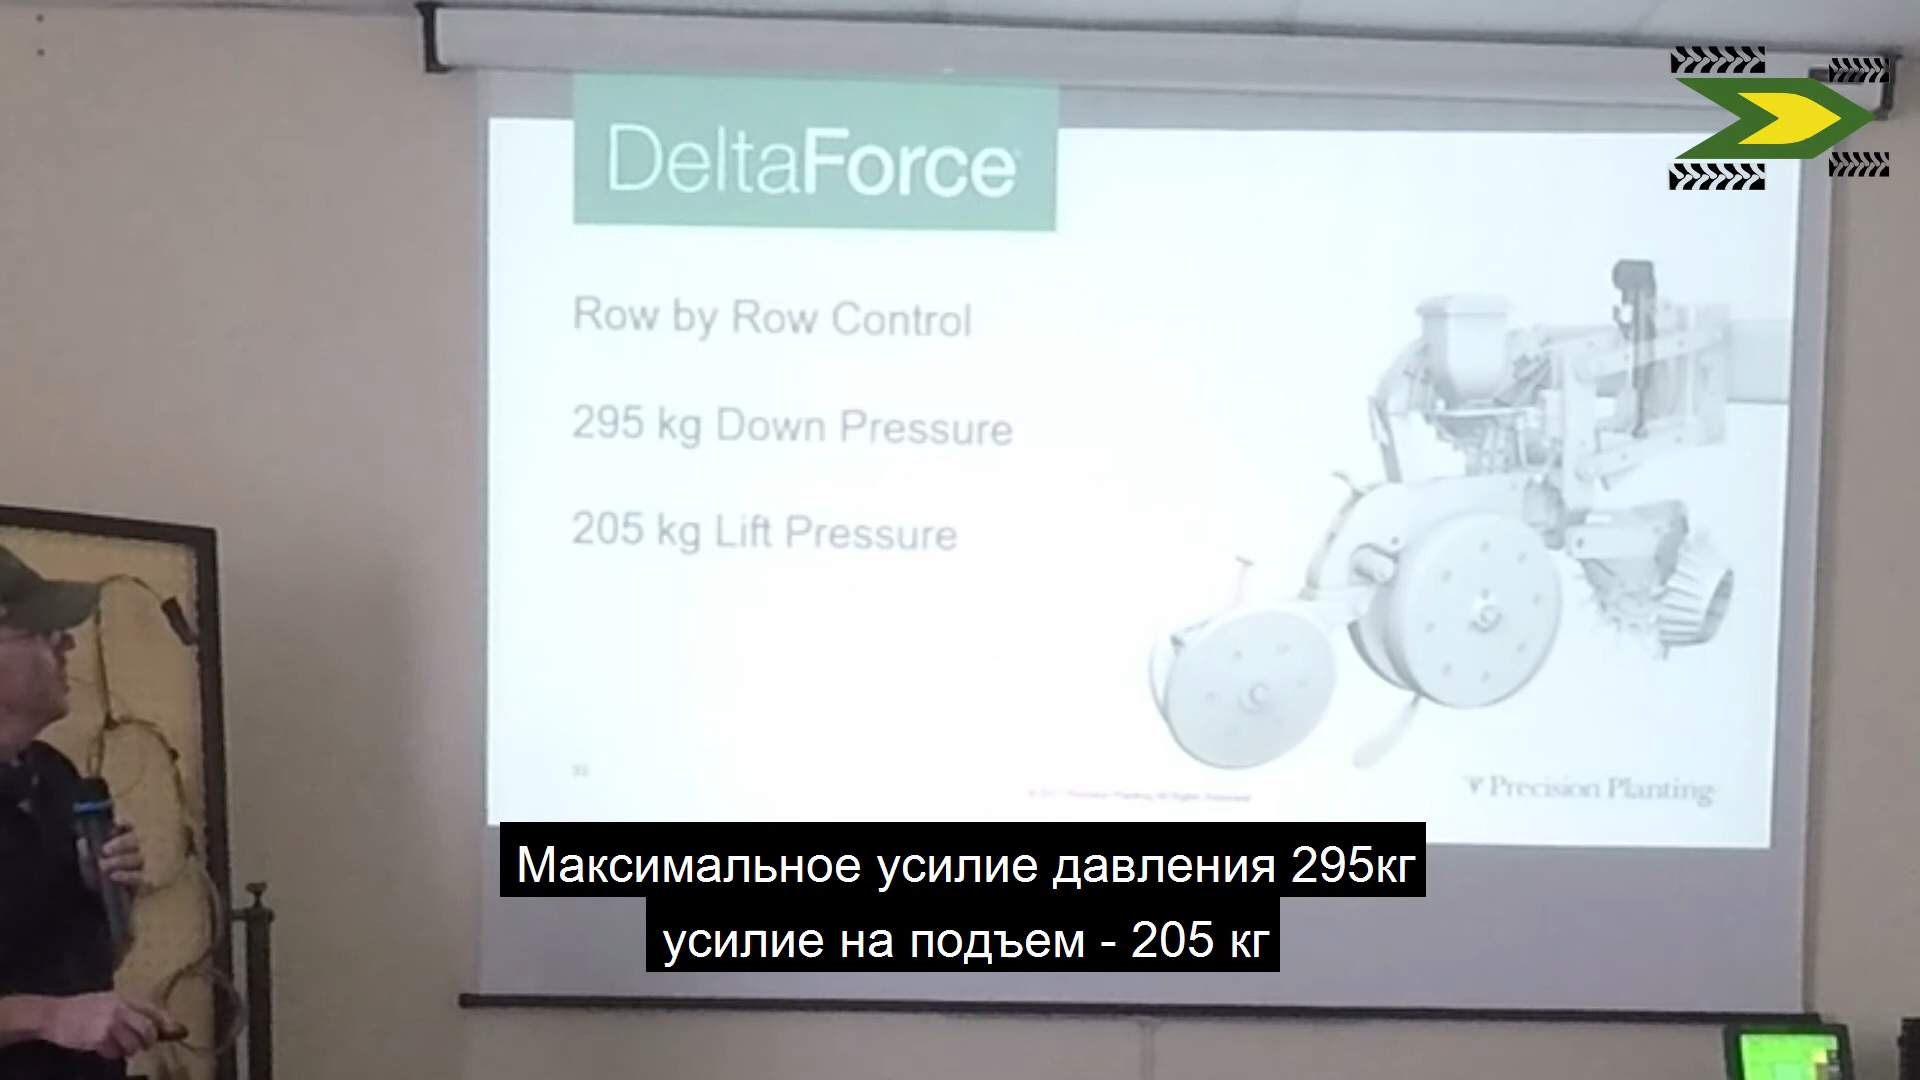 DeltaForce
Row by Row Control
295 kg Down Pressure
205 kg Lift Pressure
Precision Planting
Максимальное усилие давления 295кг
усилие на подъем - 205 кг